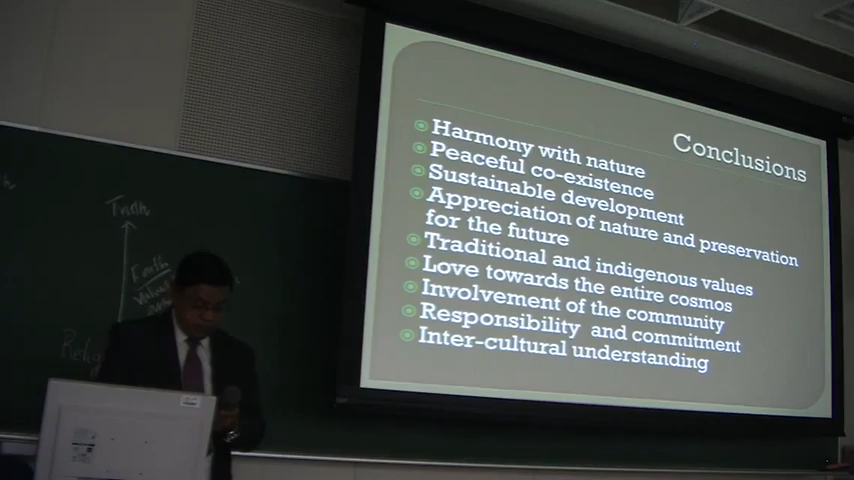 Conclusions
Harmony with nature
Peaceful co-existence
Sustainable development
Appreciation of nature and preservation
for the future
Traditional and indigenous values
Love towards the entire cosmos
Involvement of the community
Responsibility and commitment
Inter-cultural understanding
Truth